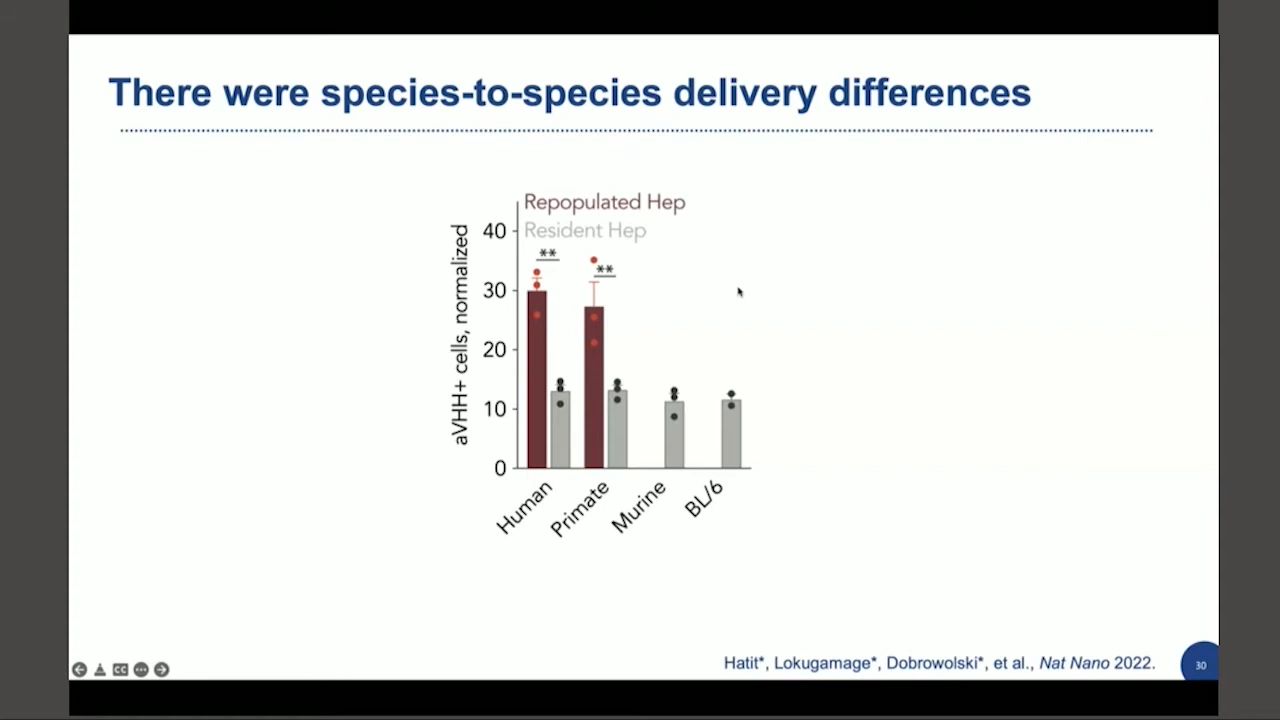 There were species-to-species delivery differences
Repopulated Hep
Resident Hep
aVHH+ cells, normalized
40
30
20
10
0
**
**
Human
Primate
Murine
BL/6
CC
Hatit*, Lokugamage*, Dobrowolski*, et al., Nat Nano 2022.
30